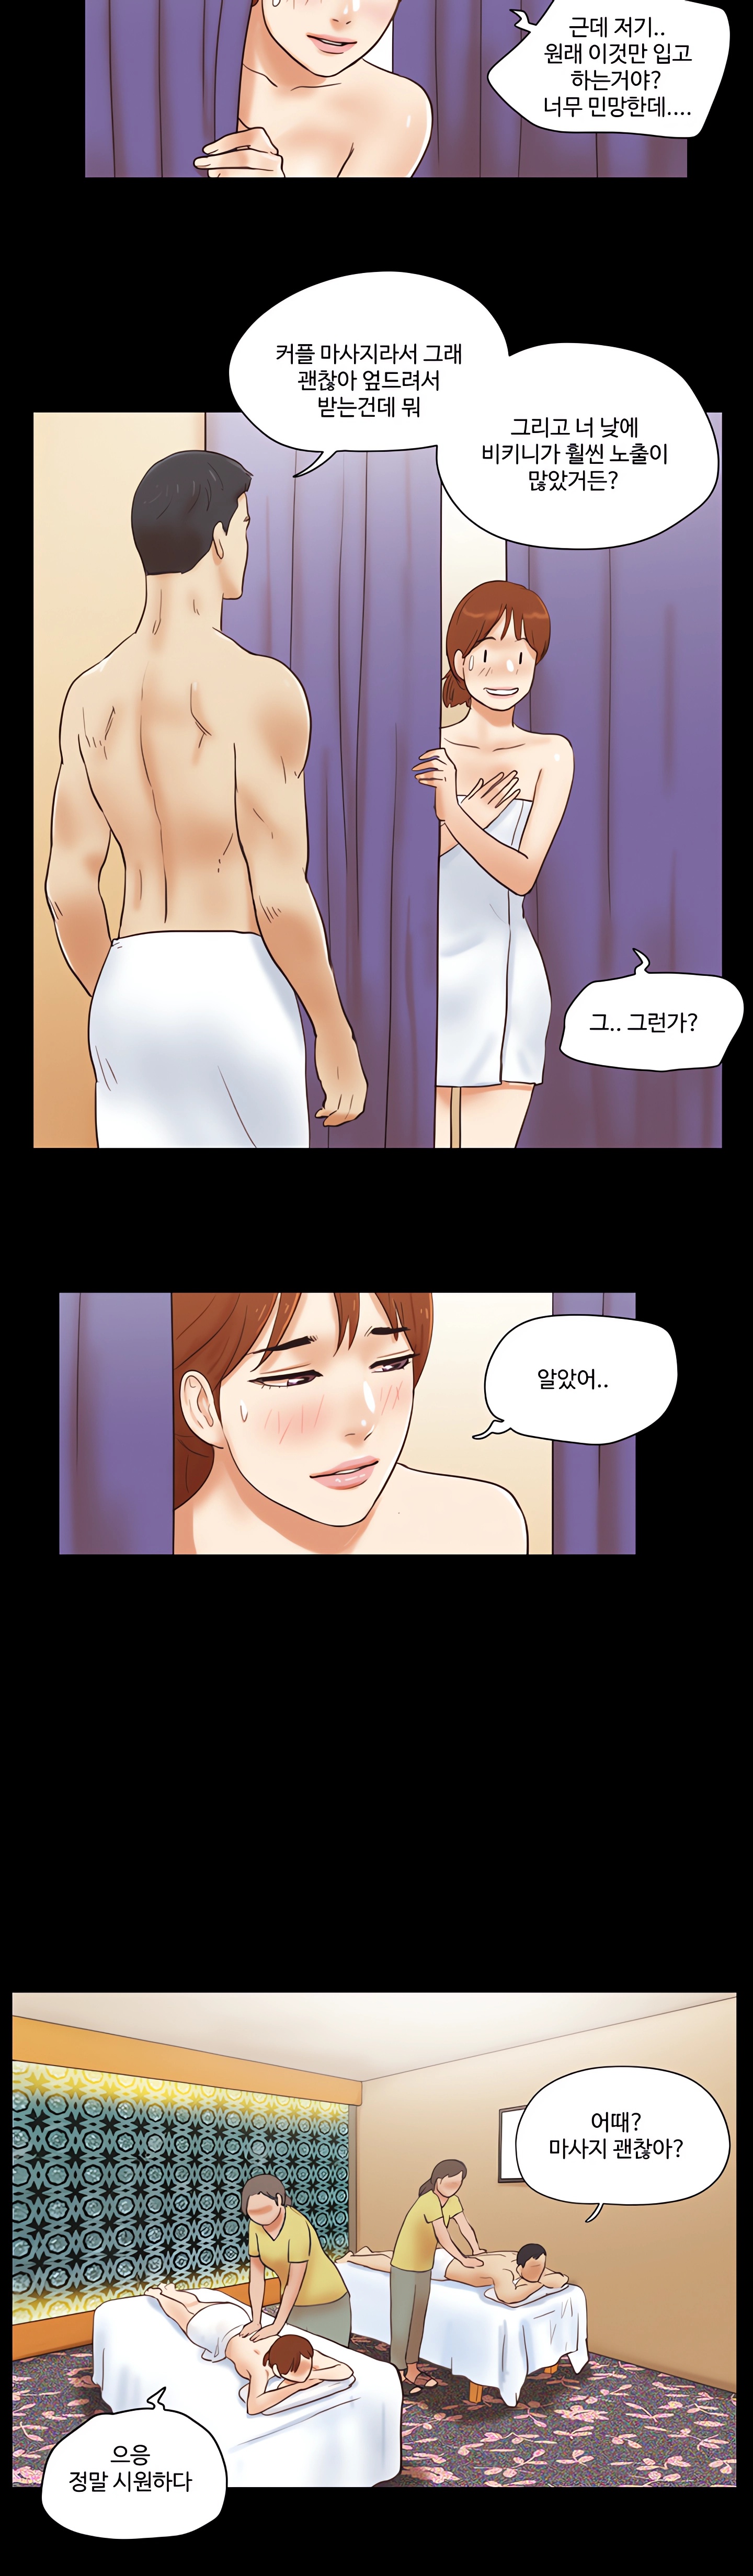 근데 저기..
원래 이것만 입고
하는거야?
너무 민망한데....
커플 마사지라서 그래
괜찮아 엎드려서
받는건데 뭐
그리고 너 낮에
비키니가 훨씬 노출이
많았거든?
그.. 그런가?
알았어..
어때?
마사지 괜찮아?
으응
정말 시원하다